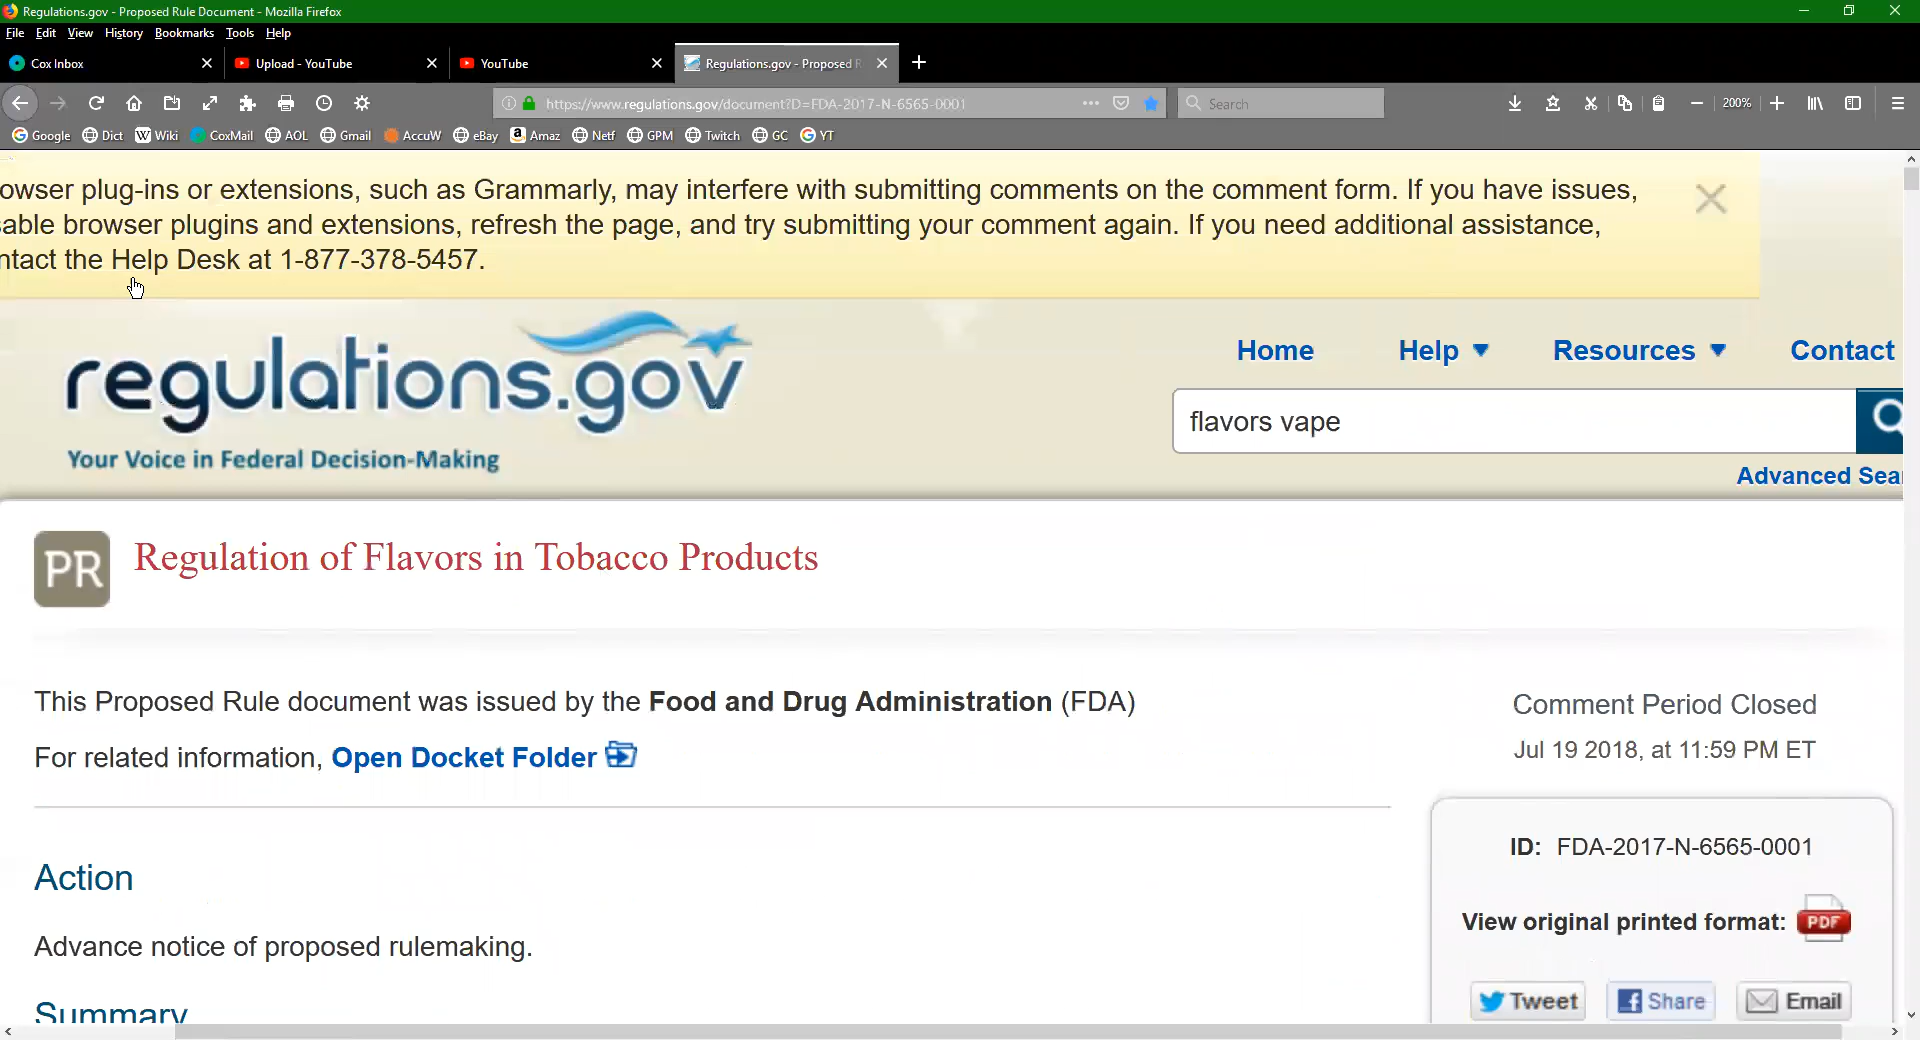 Regulations.gov - Proposed Rule Document - Mozilla Firefox
File Edit View History Bookmarks Tools Help
Cox Inbox
Upload - YouTube
YouTube
Regulations.gov - Proposed R
https://www.regulations.gov/document?D=FDA-2017-N-6565-0001
Search
200%
Google Dict Wiki CoxMail AOL Gmail AccuW eBay Amaz Netf GPM Twitch GC YT
owser plug-ins or extensions, such as Grammarly, may interfere with submitting comments on the comment form. If you have issues,
sable browser plugins and extensions, refresh the page, and try submitting your comment again. If you need additional assistance,
ntact the Help Desk at 1-877-378-5457.
regulations.gov
Your Voice in Federal Decision-Making
Home Help Resources Contact
flavors vape
Advanced Sear
PR
Regulation of Flavors in Tobacco Products
This Proposed Rule document was issued by the Food and Drug Administration (FDA)
For related information, Open Docket Folder
Comment Period Closed
Jul 19 2018, at 11:59 PM ET
Action
Advance notice of proposed rulemaking.
Summary
ID: FDA-2017-N-6565-0001
View original printed format: PDF
Tweet Share Email